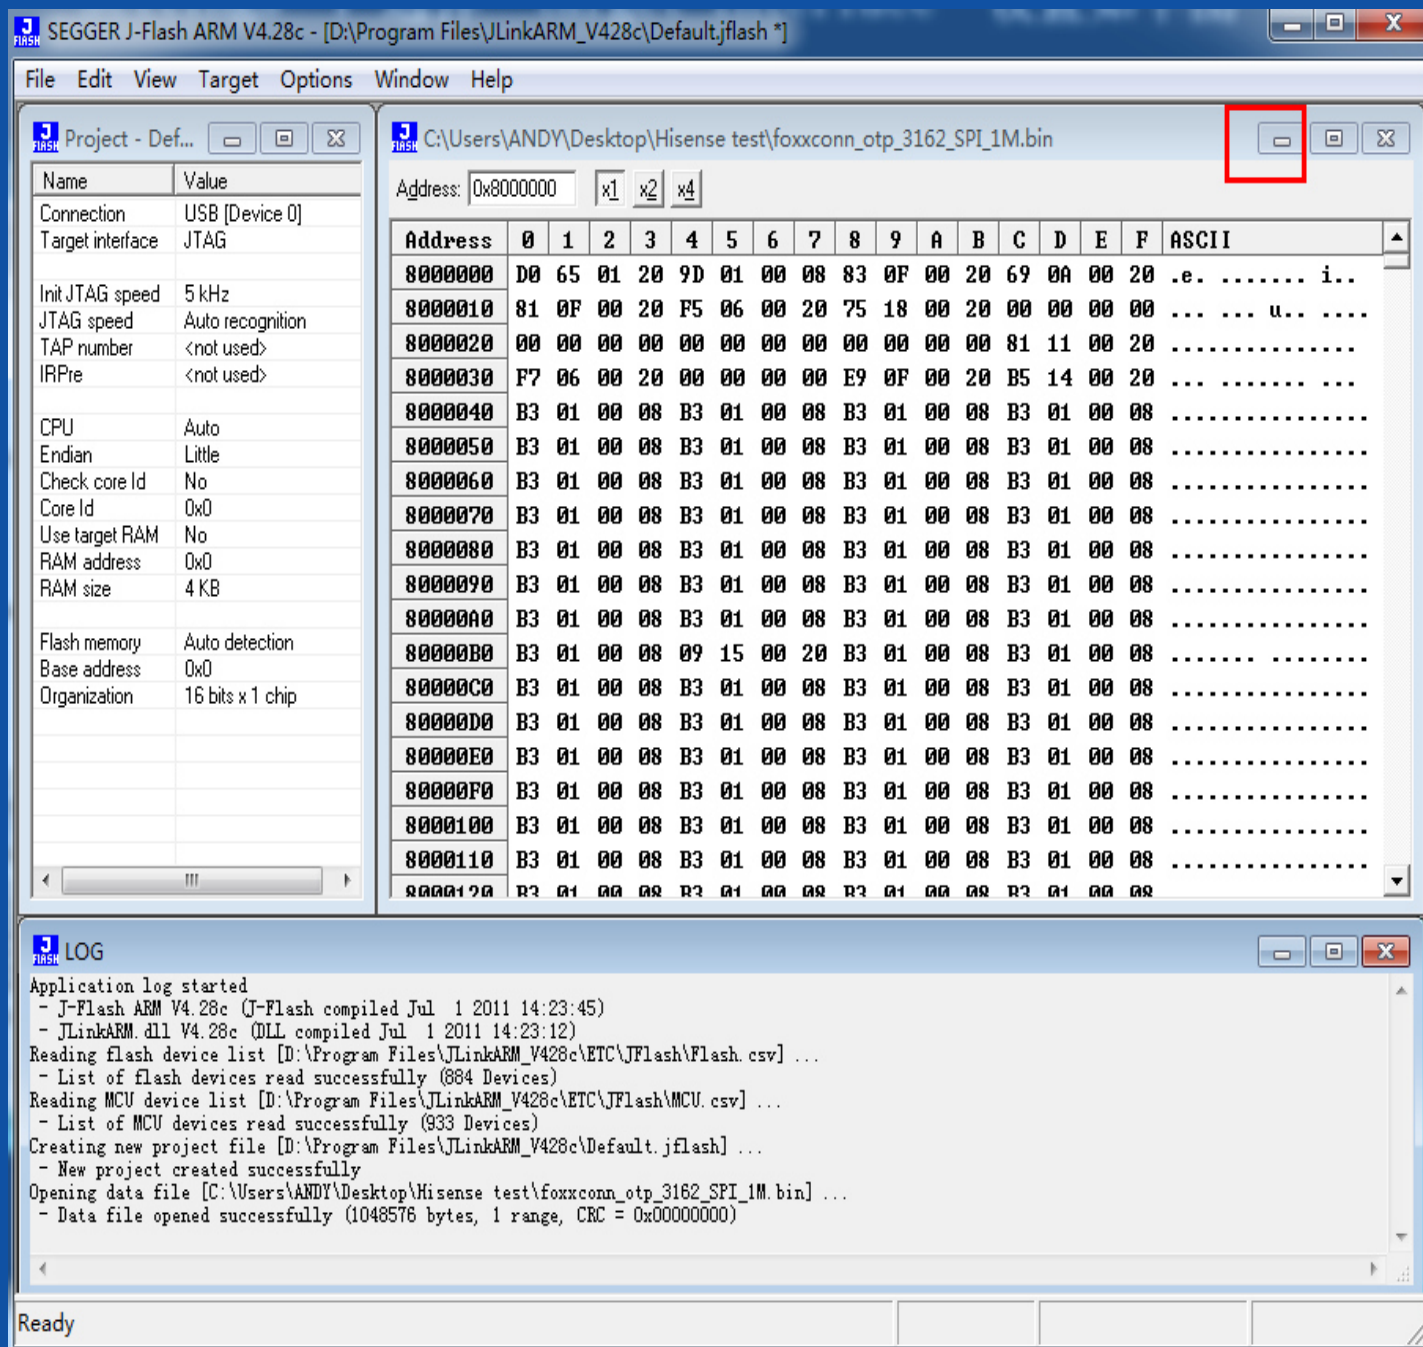 SEGGER J-Flash ARM V4.28c - [D:\Program Files\JLinkARM_V428c\Default.jflash *]
File Edit View Target Options Window Help
Project - Def...
Name Value
Connection USB [Device 0]
Target interface JTAG
Init JTAG speed 5 kHz
JTAG speed Auto recognition
TAP number <not used>
IRPre <not used>
CPU Auto
Endian Little
Check core Id No
Core Id 0x0
Use target RAM No
RAM address 0x0
RAM size 4 KB
Flash memory Auto detection
Base address 0x0
Organization 16 bits x 1 chip
C:\Users\ANDY\Desktop\Hisense test\foxxconn_otp_3162_SPI_1M.bin
Address: 0x8000000 x1 x2 x4
Address 0 1 2 3 4 5 6 7 8 9 A B C D E F ASCII
8000000 D0 65 01 20 9D 01 00 08 83 0F 00 20 69 0A 00 20 .e. ....... i..
8000010 81 0F 00 20 F5 06 00 20 75 18 00 20 00 00 00 00 ... ... u.. ....
8000020 00 00 00 00 00 00 00 00 00 00 00 00 81 11 00 20 ...............
8000030 F7 06 00 20 00 00 00 00 E9 0F 00 20 B5 14 00 20 ... ....... ...
8000040 B3 01 00 08 B3 01 00 08 B3 01 00 08 B3 01 00 08 ................
8000050 B3 01 00 08 B3 01 00 08 B3 01 00 08 B3 01 00 08 ................
8000060 B3 01 00 08 B3 01 00 08 B3 01 00 08 B3 01 00 08 ................
8000070 B3 01 00 08 B3 01 00 08 B3 01 00 08 B3 01 00 08 ................
8000080 B3 01 00 08 B3 01 00 08 B3 01 00 08 B3 01 00 08 ................
8000090 B3 01 00 08 B3 01 00 08 B3 01 00 08 B3 01 00 08 ................
80000A0 B3 01 00 08 B3 01 00 08 B3 01 00 08 B3 01 00 08 ................
80000B0 B3 01 00 08 09 15 00 20 B3 01 00 08 B3 01 00 08 ....... ........
80000C0 B3 01 00 08 B3 01 00 08 B3 01 00 08 B3 01 00 08 ................
80000D0 B3 01 00 08 B3 01 00 08 B3 01 00 08 B3 01 00 08 ................
80000E0 B3 01 00 08 B3 01 00 08 B3 01 00 08 B3 01 00 08 ................
80000F0 B3 01 00 08 B3 01 00 08 B3 01 00 08 B3 01 00 08 ................
8000100 B3 01 00 08 B3 01 00 08 B3 01 00 08 B3 01 00 08 ................
8000110 B3 01 00 08 B3 01 00 08 B3 01 00 08 B3 01 00 08 ................
8000120 B3 01 00 08 B3 01 00 08 B3 01 00 08 B3 01 00 08
LOG
Application log started
- J-Flash ARM V4.28c (J-Flash compiled Jul 1 2011 14:23:45)
- JLinkARM.dll V4.28c (DLL compiled Jul 1 2011 14:23:12)
Reading flash device list [D:\Program Files\JLinkARM_V428c\ETC\JFlash\Flash.csv] ...
- List of flash devices read successfully (884 Devices)
Reading MCU device list [D:\Program Files\JLinkARM_V428c\ETC\JFlash\MCU.csv] ...
- List of MCU devices read successfully (933 Devices)
Creating new project file [D:\Program Files\JLinkARM_V428c\Default.jflash] ...
- New project created successfully
Opening data file [C:\Users\ANDY\Desktop\Hisense test\foxxconn_otp_3162_SPI_1M.bin] ...
- Data file opened successfully (1048576 bytes, 1 range, CRC = 0x00000000)
Ready